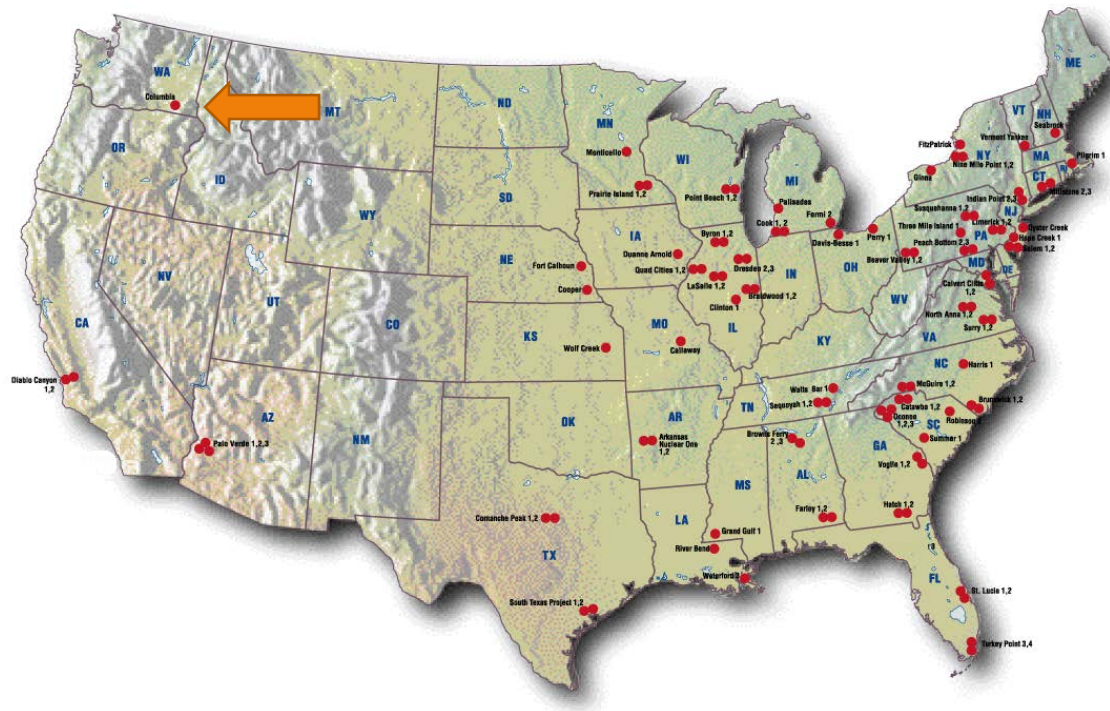 WA
Columbia
MT
ND
MN
ME
VT
NH
Seabrook
OR
ID
SD
WI
MI
Monticello
FitzPatrick
Vermont Yankee
NY
MA
Pilgrim 1
Nine Mile Point 1,2
CT
Ginna
Millstone 2,3
WY
Prairie Island 1,2
Point Beach 1,2
Palisades
Indian Point 2,3
Susquehanna 1,2
NJ
Cook 1, 2
Fermi 2
Limerick 1,2
Three Mile Island 1
Oyster Creek
Perry 1
PA
Hope Creek 1
Davis-Besse 1
Peach Bottom 2,3
Salem 1,2
IA
Byron 1,2
Duanne Arnold
Beaver Valley 1,2
MD
DE
NV
NE
Fort Calhoun
Quad Cities 1,2
Dresden 2,3
IN
OH
UT
LaSalle 1,2
Calvert Cliffs
1,2
Cooper
Braidwood 1,2
WV
CA
CO
Clinton 1
North Anna 1,2
MO
IL
Surry 1,2
KS
KY
VA
Wolf Creek
Callaway
NC
Harris 1
Diablo Canyon
1,2
Watts Bar 1
McGuire 1,2
AZ
OK
AR
TN
Sequoyah 1,2
Catawba 1,2
Brunswick 1,2
NM
Oconee
1,2,3
Robinson 2
SC
Palo Verde 1,2,3
Arkansas
Nuclear One
1,2
Browns Ferry
2 ,3
GA
Summer 1
MS
AL
Vogtle 1,2
Comanche Peak 1,2
LA
Farley 1,2
Hatch 1,2
Grand Gulf 1
TX
River Bend
FL
Waterford 3
St. Lucie 1,2
South Texas Project 1,2
Turkey Point 3,4